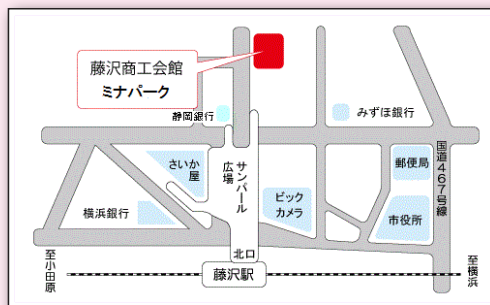 藤沢商工会館
ミナパーク
静岡銀行
みずほ銀行
さいか屋
サンパール広場
国道467号線
郵便局
横浜銀行
ビックカメラ
市役所
北口
至小田原
藤沢駅
至横浜